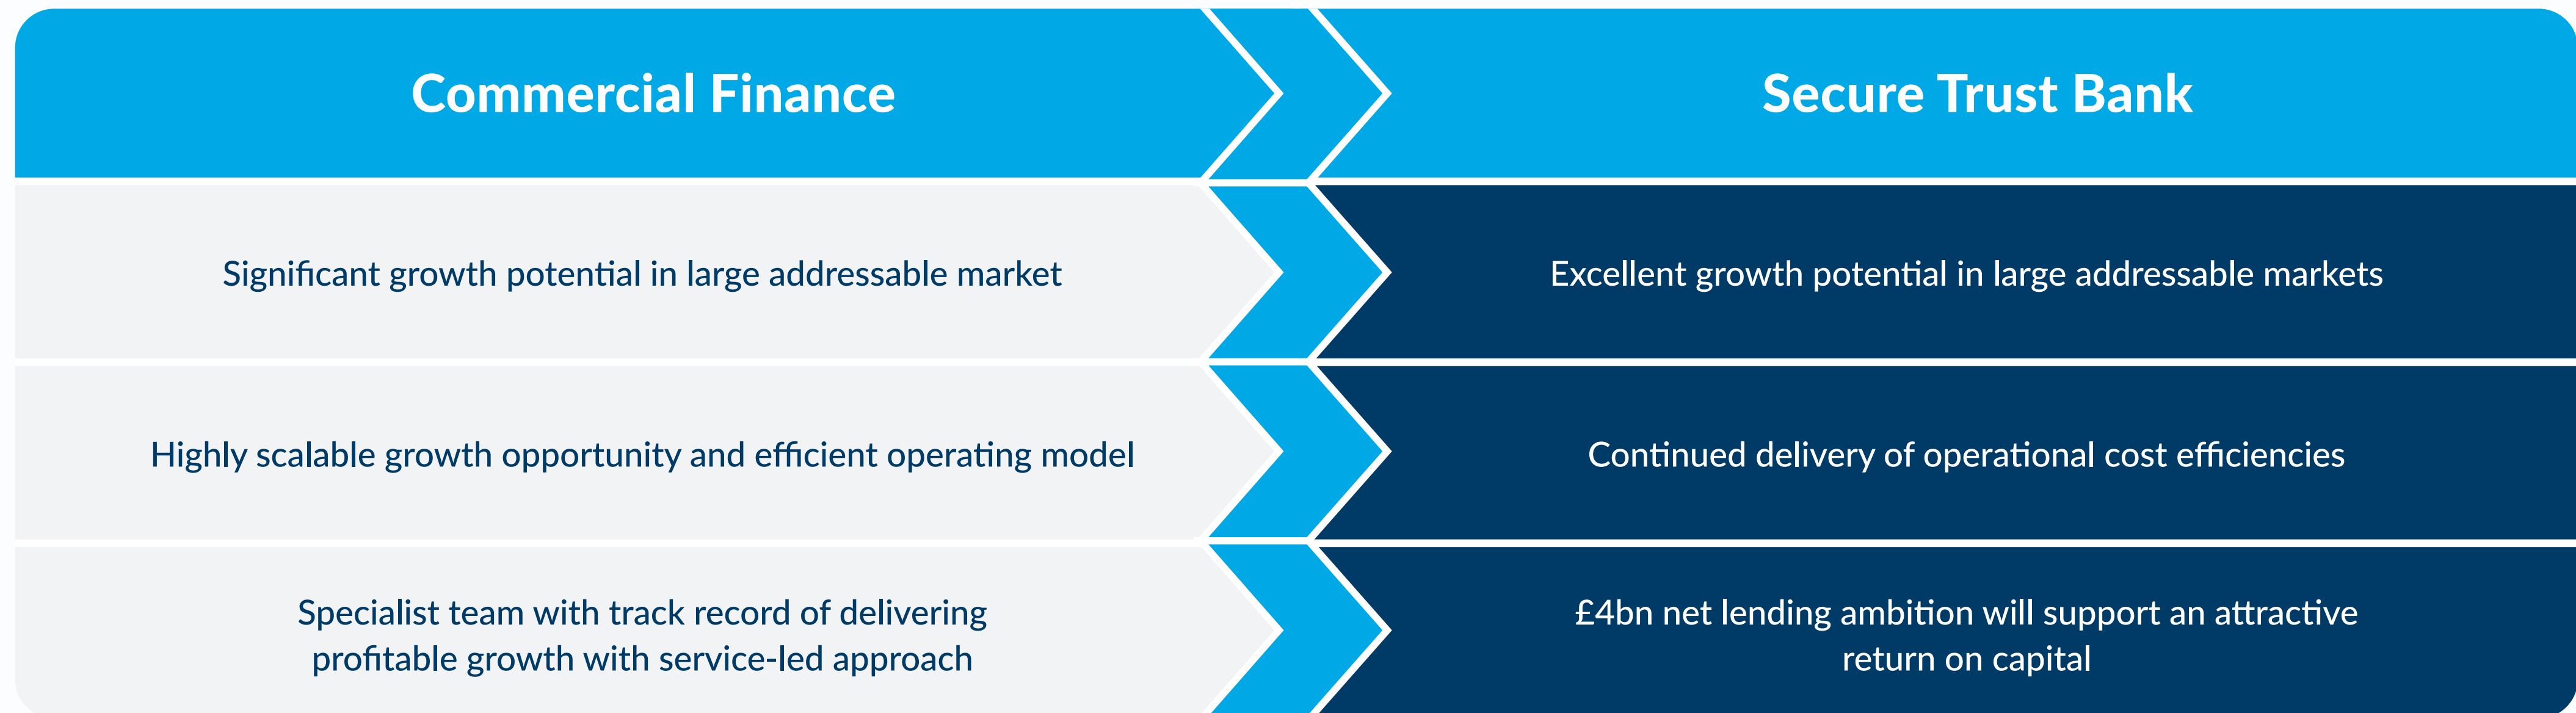 Commercial Finance
Secure Trust Bank
Significant growth potential in large addressable market
Excellent growth potential in large addressable markets
Highly scalable growth opportunity and efficient operating model
Continued delivery of operational cost efficiencies
Specialist team with track record of delivering
profitable growth with service-led approach
£4bn net lending ambition will support an attractive
return on capital